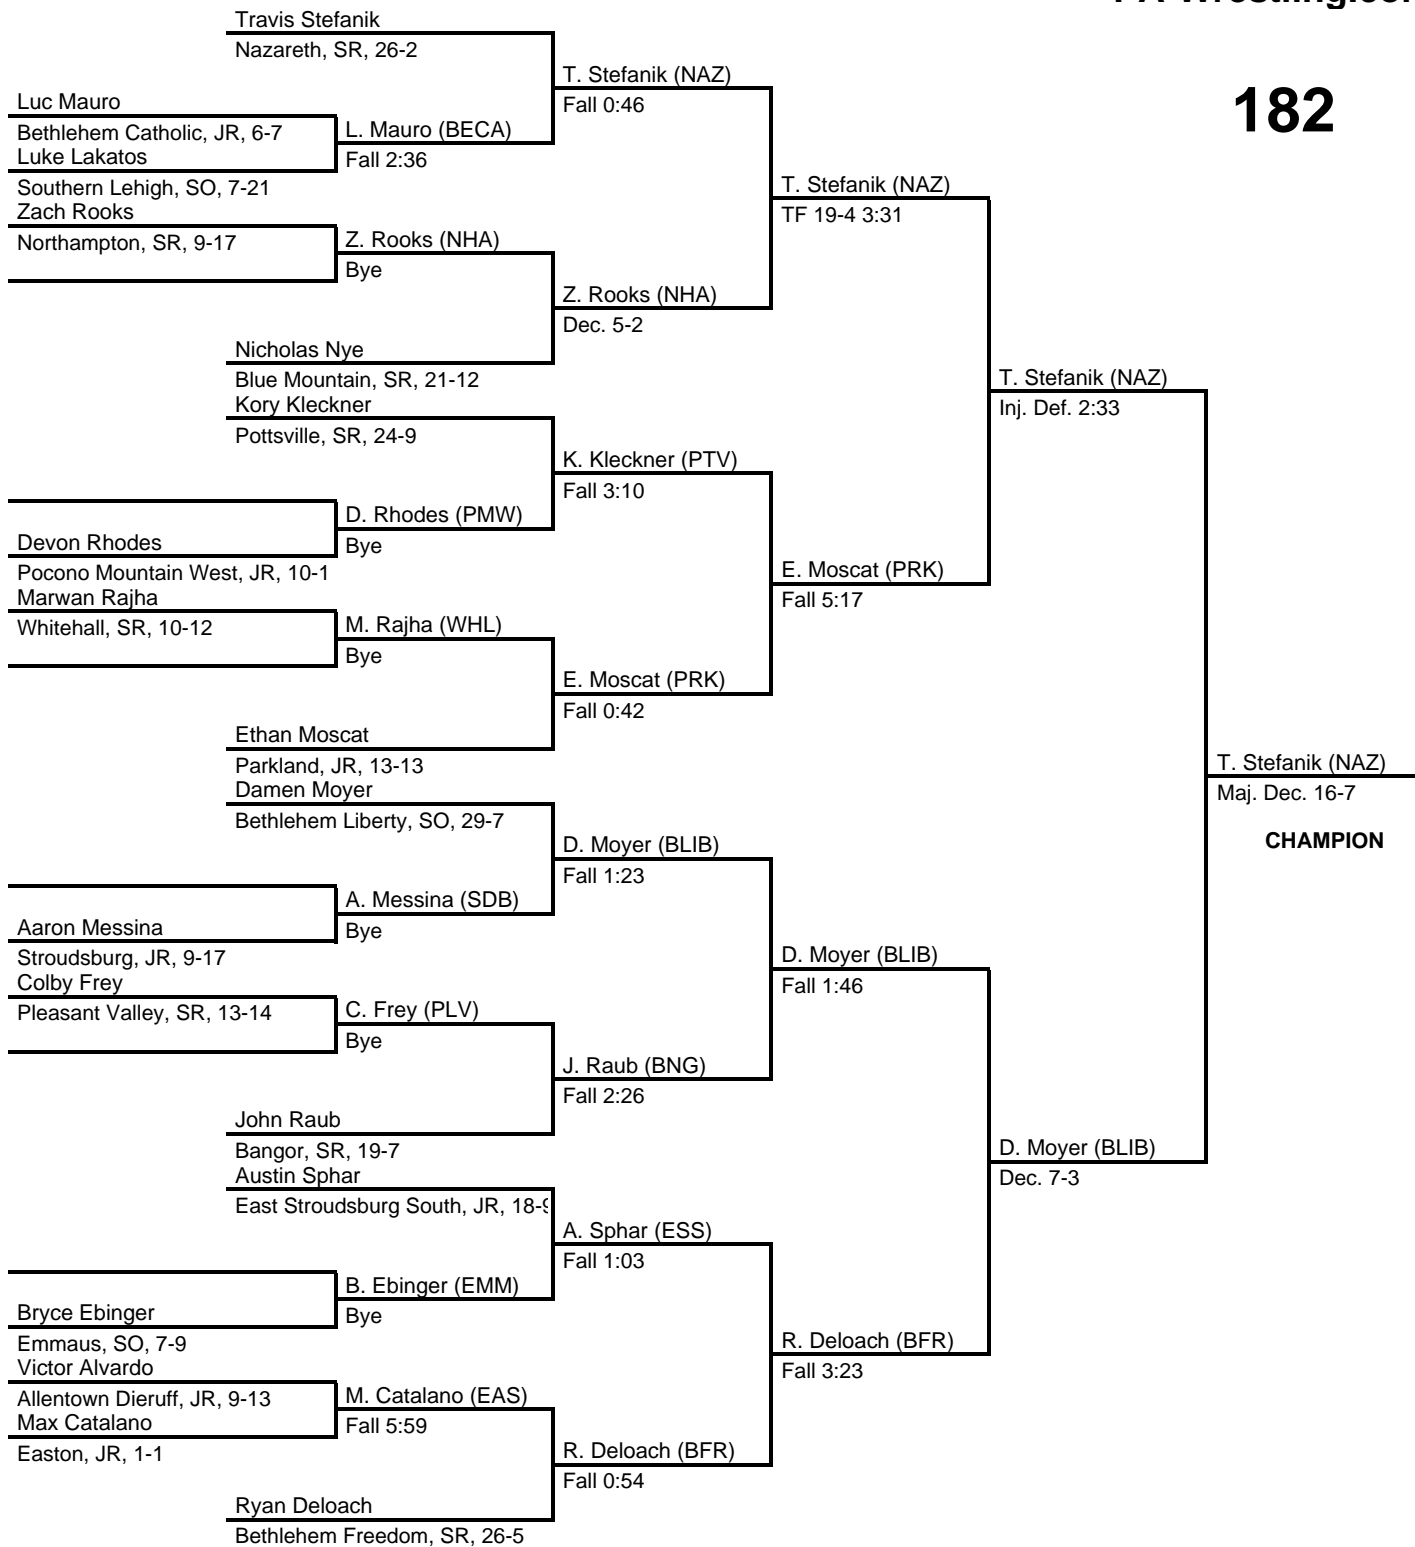 Travis Stefanik
Nazareth, SR, 26-2
T. Stefanik (NAZ)
Fall 0:46
182
Luc Mauro
Bethlehem Catholic, JR, 6-7
L. Mauro (BECA)
Luke Lakatos
Fall 2:36
Southern Lehigh, SO, 7-21
T. Stefanik (NAZ)
TF 19-4 3:31
Zach Rooks
Northampton, SR, 9-17
Z. Rooks (NHA)
Bye
Z. Rooks (NHA)
Dec. 5-2
Nicholas Nye
Blue Mountain, SR, 21-12
T. Stefanik (NAZ)
Inj. Def. 2:33
Kory Kleckner
Pottsville, SR, 24-9
K. Kleckner (PTV)
Fall 3:10
D. Rhodes (PMW)
Devon Rhodes
Bye
Pocono Mountain West, JR, 10-1
E. Moscat (PRK)
Fall 5:17
Marwan Rajha
Whitehall, SR, 10-12
M. Rajha (WHL)
Bye
E. Moscat (PRK)
Fall 0:42
Ethan Moscat
Parkland, JR, 13-13
T. Stefanik (NAZ)
Maj. Dec. 16-7
CHAMPION
Damen Moyer
Bethlehem Liberty, SO, 29-7
D. Moyer (BLIB)
Fall 1:23
A. Messina (SDB)
Aaron Messina
Bye
Stroudsburg, JR, 9-17
D. Moyer (BLIB)
Fall 1:46
Colby Frey
Pleasant Valley, SR, 13-14
C. Frey (PLV)
Bye
J. Raub (BNG)
Fall 2:26
John Raub
Bangor, SR, 19-7
D. Moyer (BLIB)
Dec. 7-3
Austin Sphar
East Stroudsburg South, JR, 18-9
A. Sphar (ESS)
Fall 1:03
B. Ebinger (EMM)
Bryce Ebinger
Bye
Emmaus, SO, 7-9
R. Deloach (BFR)
Fall 3:23
Victor Alvardo
Allentown Dieruff, JR, 9-13
M. Catalano (EAS)
Max Catalano
Fall 5:59
Easton, JR, 1-1
R. Deloach (BFR)
Fall 0:54
Ryan Deloach
Bethlehem Freedom, SR, 26-5